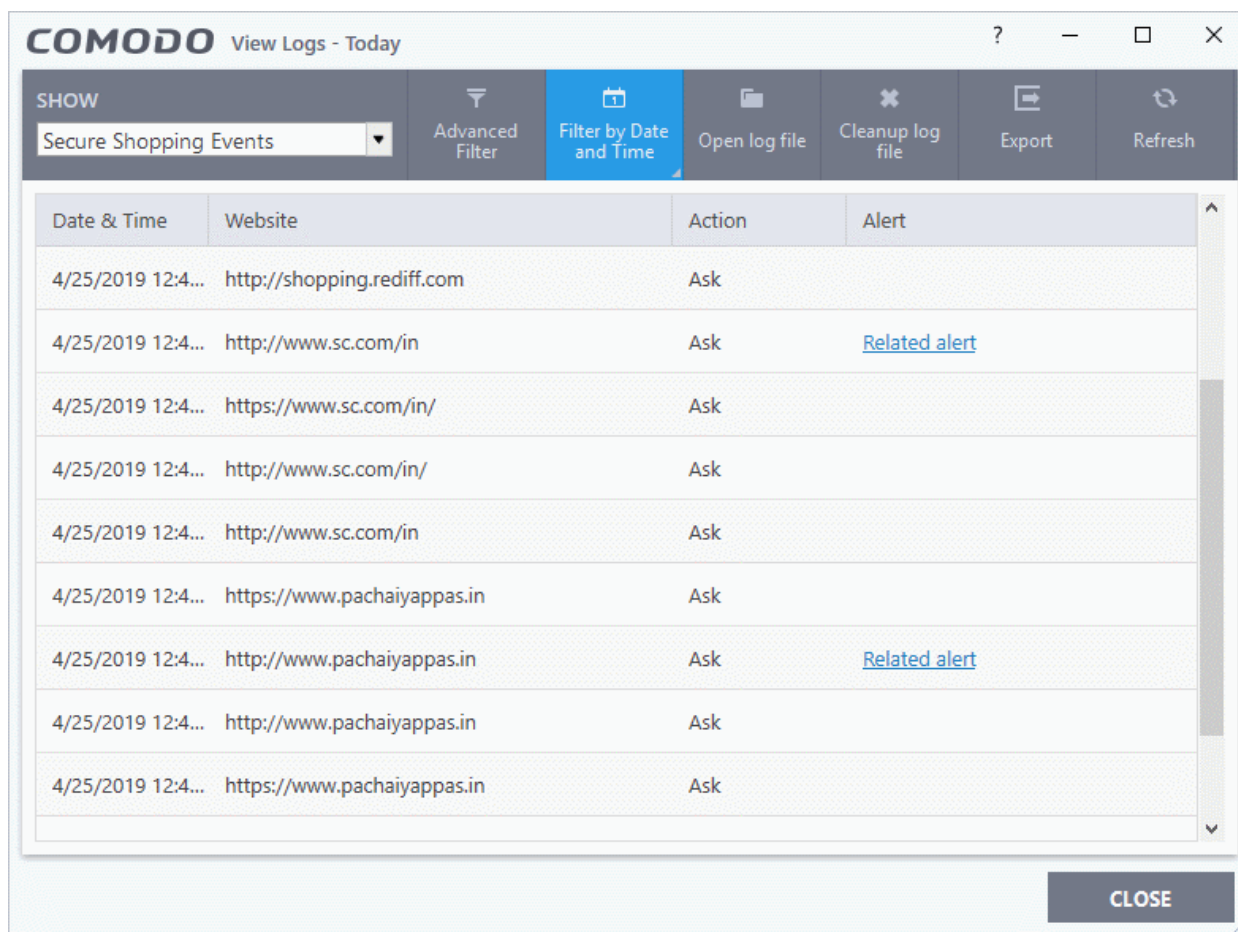 COMODO View Logs - Today
?
SHOW
Secure Shopping Events
Advanced
Filter
1
Filter by Date
and Time
Open log file
Cleanup log
file
Export
Refresh
Date & Time Website Action Alert
4/25/2019 12:4... http://shopping.rediff.com Ask
4/25/2019 12:4... http://www.sc.com/in Ask Related alert
4/25/2019 12:4... https://www.sc.com/in/ Ask
4/25/2019 12:4... http://www.sc.com/in/ Ask
4/25/2019 12:4... http://www.sc.com/in Ask
4/25/2019 12:4... https://www.pachaiyappas.in Ask
4/25/2019 12:4... http://www.pachaiyappas.in Ask Related alert
4/25/2019 12:4... http://www.pachaiyappas.in Ask
4/25/2019 12:4... https://www.pachaiyappas.in Ask
CLOSE